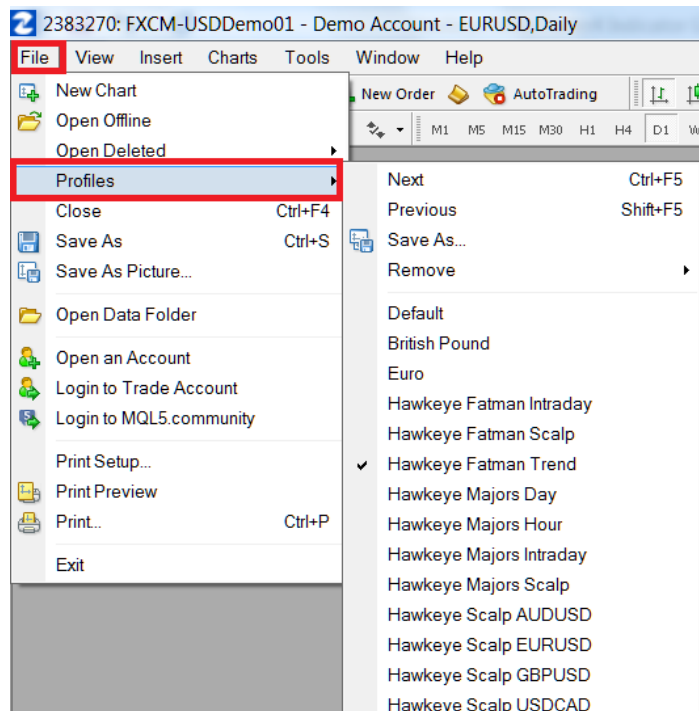 2383270: FXCM-USDDemo01 - Demo Account - EURUSD,Daily
File View Insert Charts Tools Window Help
New Order AutoTrading
M1 M5 M15 M30 H1 H4 D1
New Chart
Open Offline
Open Deleted
Profiles
Close Ctrl+F4
Save As Ctrl+S
Save As Picture...
Open Data Folder
Open an Account
Login to Trade Account
Login to MQL5.community
Print Setup...
Print Preview
Print... Ctrl+P
Exit
Next Ctrl+F5
Previous Shift+F5
Save As...
Remove
Default
British Pound
Euro
Hawkeye Fatman Intraday
Hawkeye Fatman Scalp
Hawkeye Fatman Trend
Hawkeye Majors Day
Hawkeye Majors Hour
Hawkeye Majors Intraday
Hawkeye Majors Scalp
Hawkeye Scalp AUDUSD
Hawkeye Scalp EURUSD
Hawkeye Scalp GBPUSD
Hawkeye Scalp USDCAD